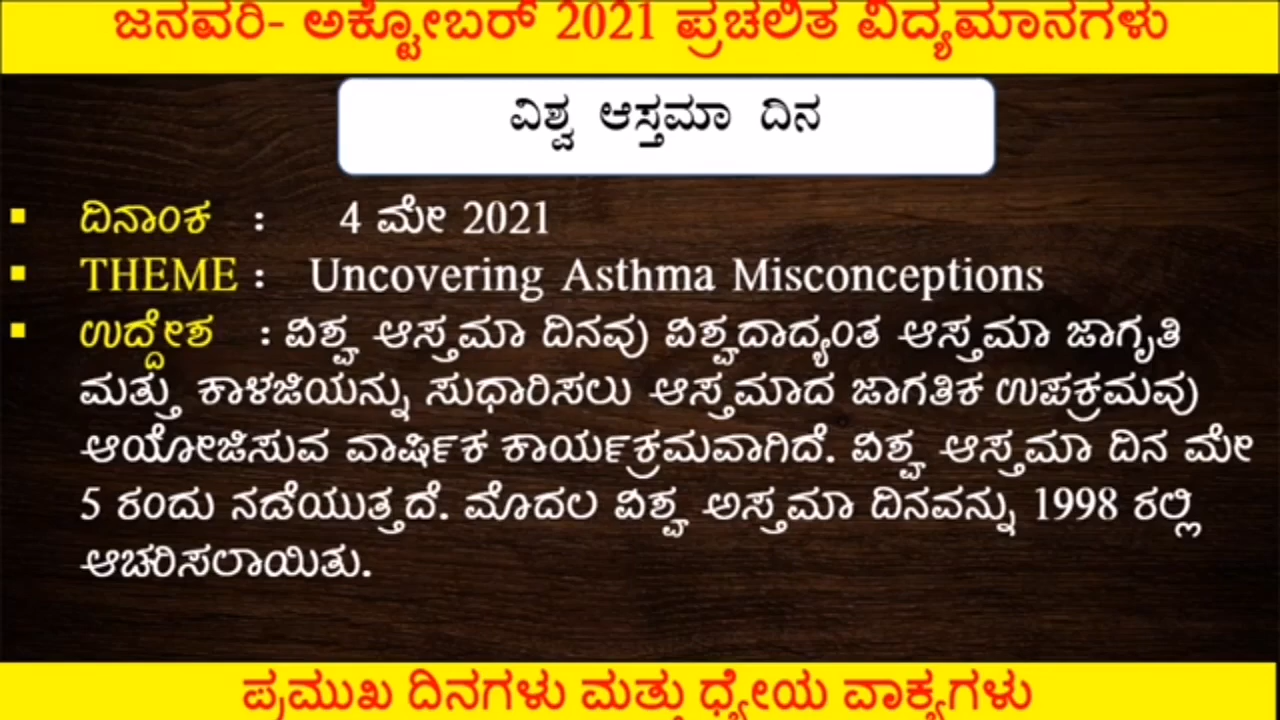 ಜನವರಿ- ಅಕ್ಟೋಬರ್ 2021 ಪ್ರಚಲಿತ ವಿದ್ಯಮಾನಗಳು
ವಿಶ್ವ ಆಸ್ತಮಾ ದಿನ
▪ ದಿನಾಂಕ : 4 ಮೇ 2021
▪ THEME : Uncovering Asthma Misconceptions
▪ ಉದ್ದೇಶ : ವಿಶ್ವ ಆಸ್ತಮಾ ದಿನವು ವಿಶ್ವದಾದ್ಯಂತ ಆಸ್ತಮಾ ಜಾಗೃತಿ
ಮತ್ತು ಕಾಳಜಿಯನ್ನು ಸುಧಾರಿಸಲು ಆಸ್ತಮಾದ ಜಾಗತಿಕ ಉಪಕ್ರಮವು
ಆಯೋಜಿಸುವ ವಾರ್ಷಿಕ ಕಾರ್ಯಕ್ರಮವಾಗಿದೆ. ವಿಶ್ವ ಆಸ್ತಮಾ ದಿನ ಮೇ
5 ರಂದು ನಡೆಯುತ್ತದೆ. ಮೊದಲ ವಿಶ್ವ ಅಸ್ತಮಾ ದಿನವನ್ನು 1998 ರಲ್ಲಿ
ಆಚರಿಸಲಾಯಿತು.
ಪ್ರಮುಖ ದಿನಗಳು ಮತ್ತು ಧ್ಯೇಯ ವಾಕ್ಯಗಳು